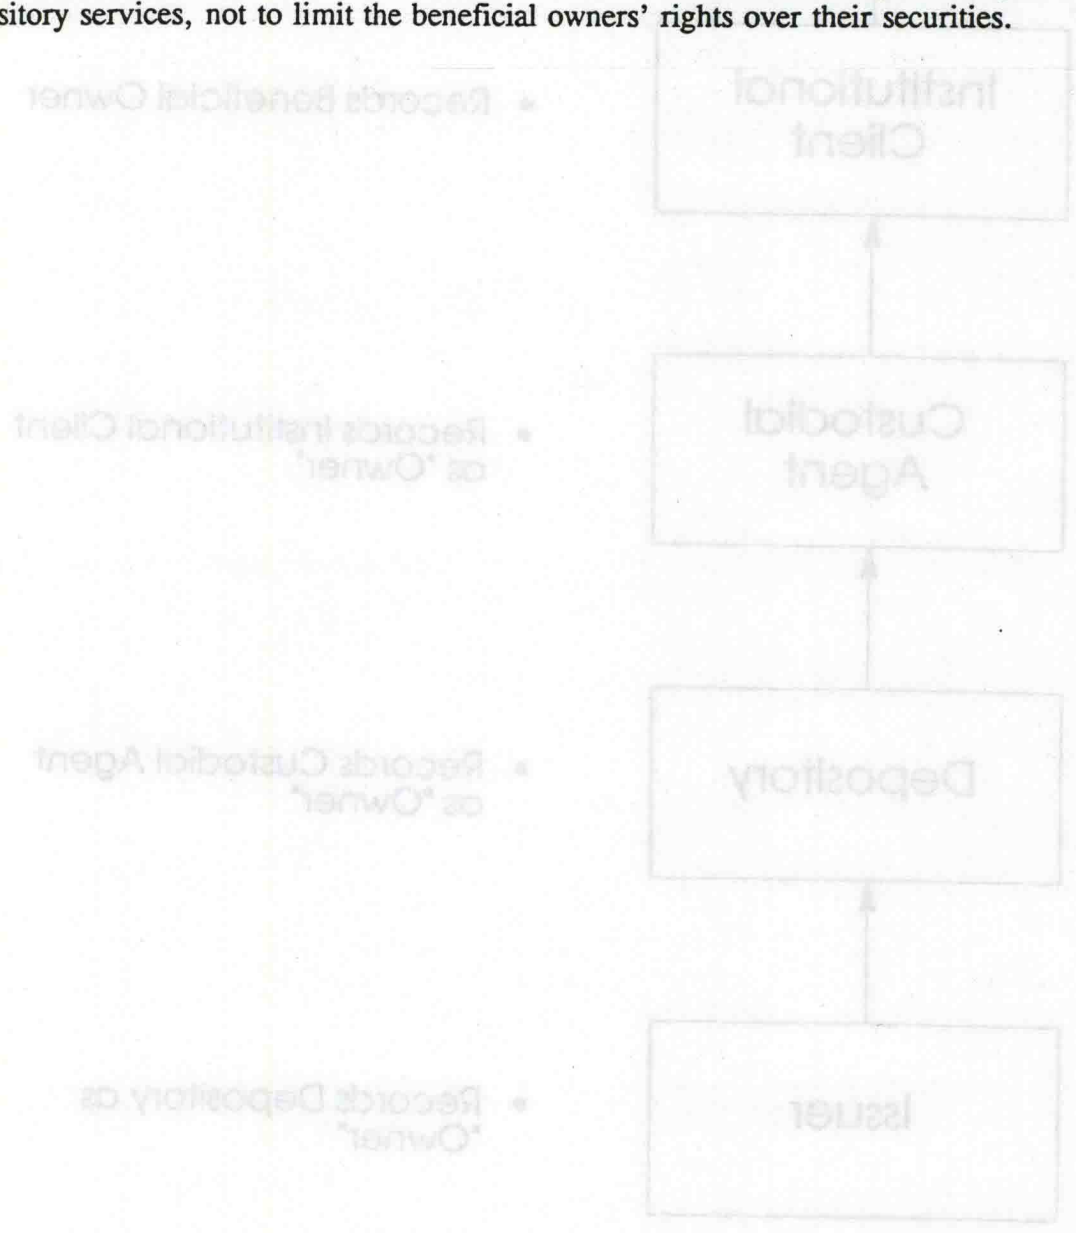 sitory services, not to limit the beneficial owners' rights over their securities.
Institutional
Client
• Records Beneficial Owner
Custodial
Agent
• Records Institutional Client
as "Owner"
Depository
• Records Custodial Agent
as "Owner"
Issuer
• Records Depository as
"Owner"